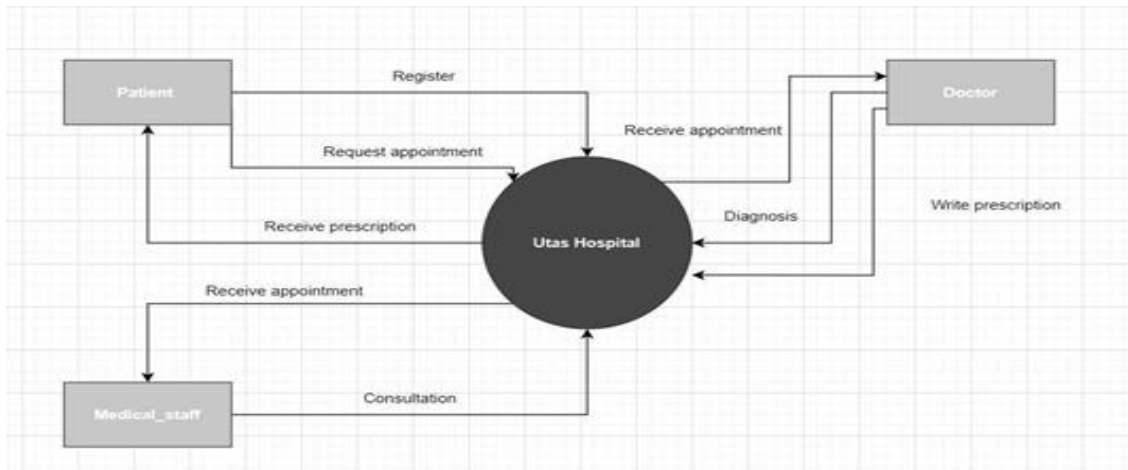 Register
Patient
Doctor
Receive appointment
Request appointment
Write prescription
Diagnosis
Receive prescription
Utas Hospital
Receive appointment
Consultation
Medical_staff